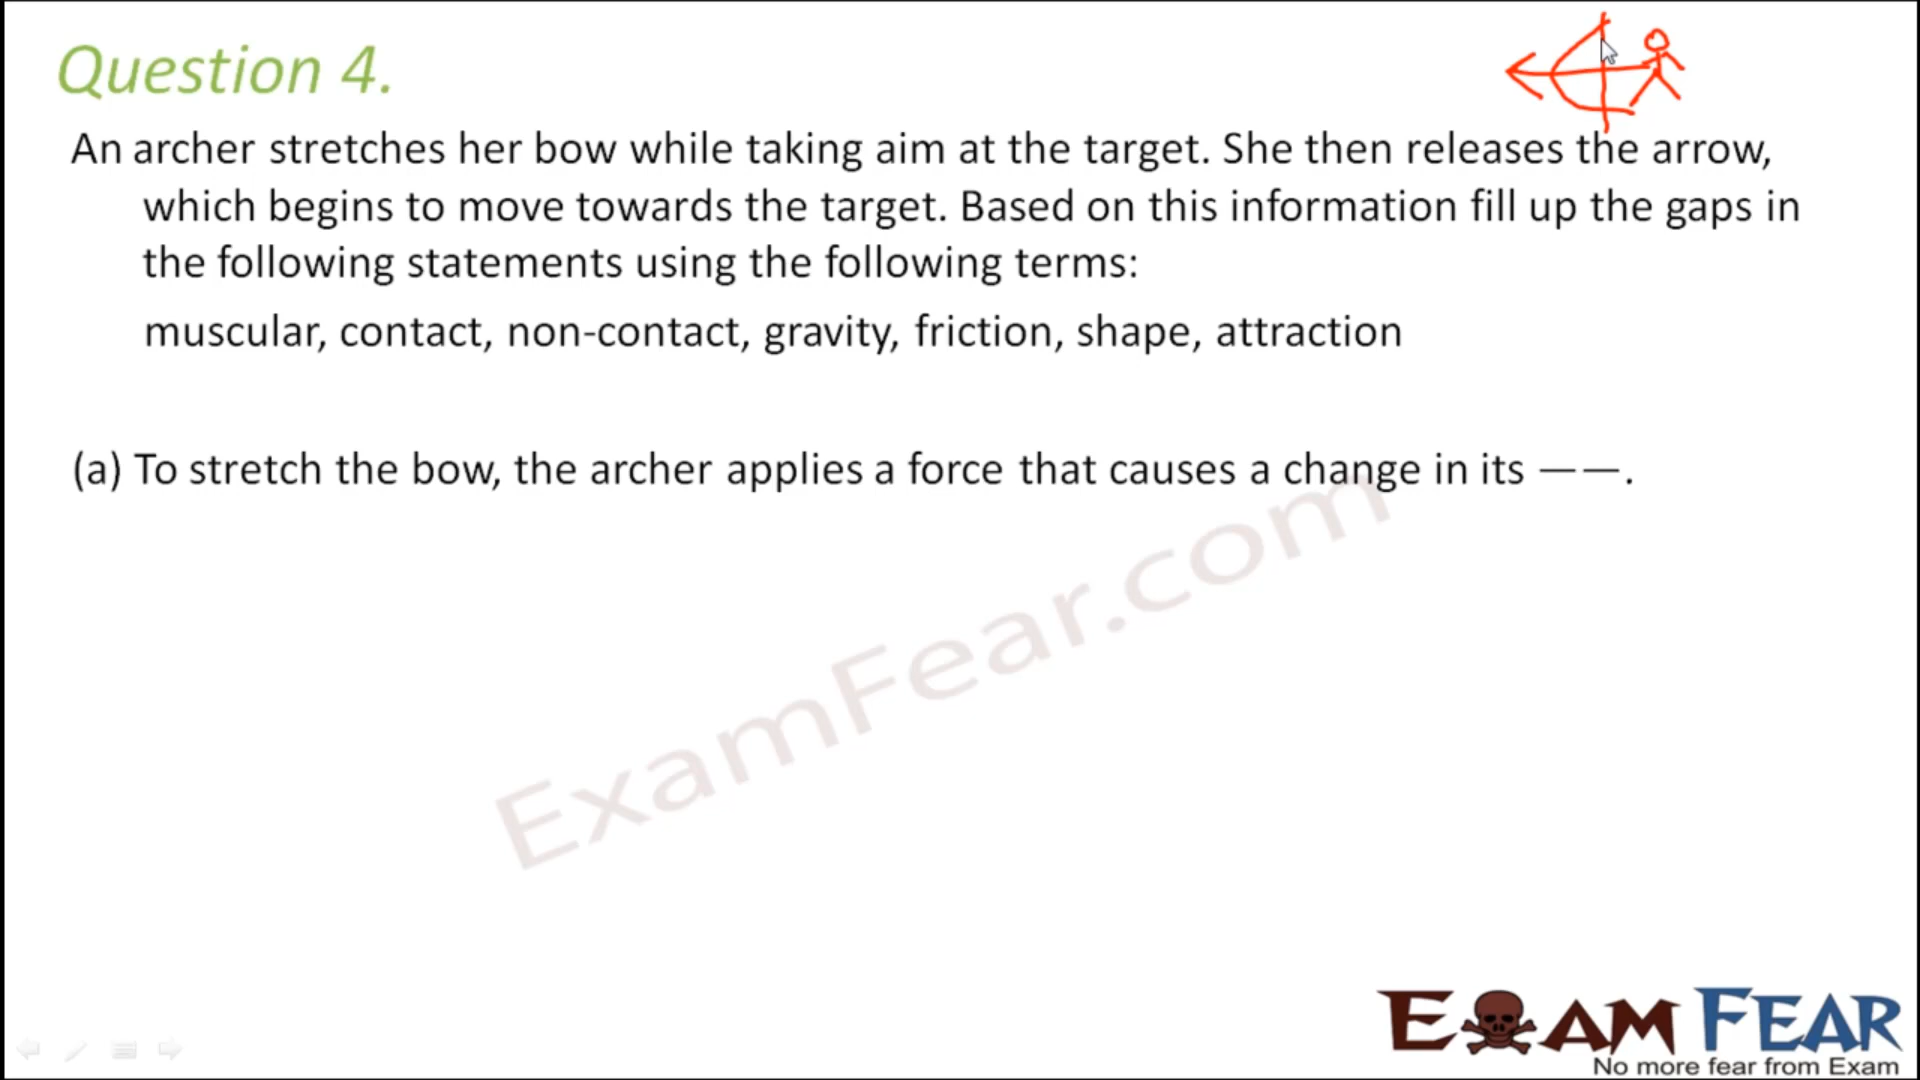 Question 4.
An archer stretches her bow while taking aim at the target. She then releases the arrow,
which begins to move towards the target. Based on this information fill up the gaps in
the following statements using the following terms:
muscular, contact, non-contact, gravity, friction, shape, attraction
(a) To stretch the bow, the archer applies a force that causes a change in its — —.
ExamFear.com
EXAMFEAR
No more fear from Exam